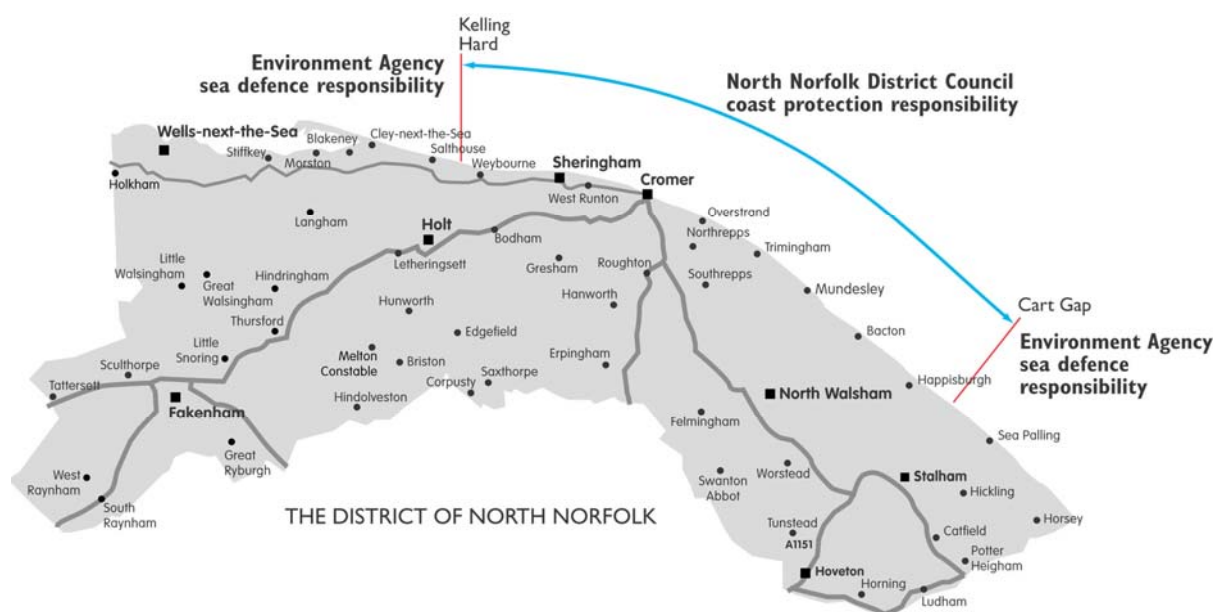 Kelling
Hard
Environment Agency
sea defence responsibility
North Norfolk District Council
coast protection responsibility
Wells-next-the-Sea
Stiffkey
Blakeney
Morston
Cley-next-the-Sea
Salthouse
Weybourne
Sheringham
West Runton
Cromer
Holkham
Langham
Holt
Bodham
Overstrand
Northrepps
Trimingham
Little
Walsingham
Great
Walsingham
Hindringham
Letheringsett
Gresham
Roughton
Southrepps
Hunworth
Hanworth
Mundesley
Cart Gap
Thursford
Edgefield
Bacton
Environment Agency
sea defence
responsibility
Little
Snoring
Sculthorpe
Melton
Constable
Briston
Erpingham
Tattersett
Corpusty
Saxthorpe
Happisburgh
Fakenham
Hindolveston
North Walsham
Felmingham
Great
Ryburgh
Sea Palling
West
Raynham
Swanton
Abbot
Worstead
Stalham
Hickling
South
Raynham
THE DISTRICT OF NORTH NORFOLK
Tunstead
A1151
Catfield
Horsey
Potter
Heigham
Hoveton
Horning
Ludham